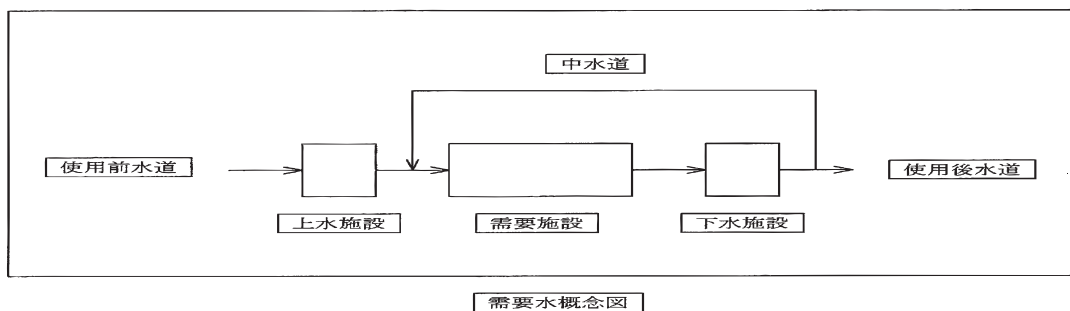 中水道
使用前水道
使用後水道
上水施設
需要施設
下水施設
需要水概念図